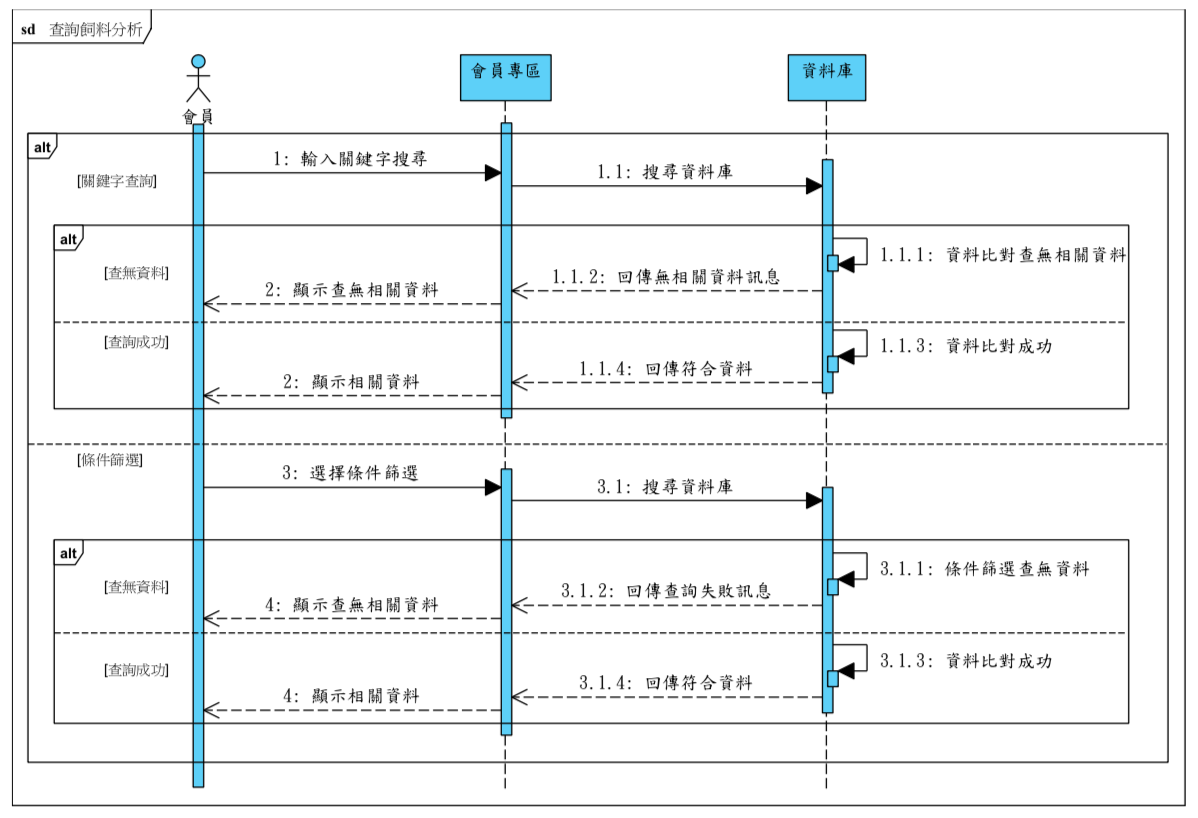 sd 查詢飼料分析
會員
會員專區
資料庫
alt
[關鍵字查詢]
1: 輸入關鍵字搜尋
1.1: 搜尋資料庫
alt
[查無資料]
1.1.1: 資料比對查無相關資料
1.1.2: 回傳無相關資料訊息
2: 顯示查無相關資料
[查詢成功]
1.1.3: 資料比對成功
1.1.4: 回傳符合資料
2: 顯示相關資料
[條件篩選]
3: 選擇條件篩選
3.1: 搜尋資料庫
alt
[查無資料]
3.1.1: 條件篩選查無資料
3.1.2: 回傳查詢失敗訊息
4: 顯示查無相關資料
[查詢成功]
3.1.3: 資料比對成功
3.1.4: 回傳符合資料
4: 顯示相關資料